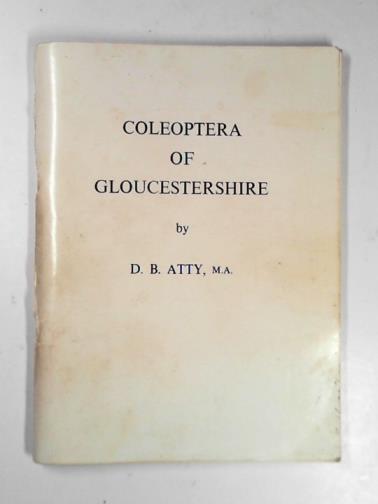 COLEOPTERA
OF
GLOUCESTERSHIRE
by
D. B. ATTY, M.A.